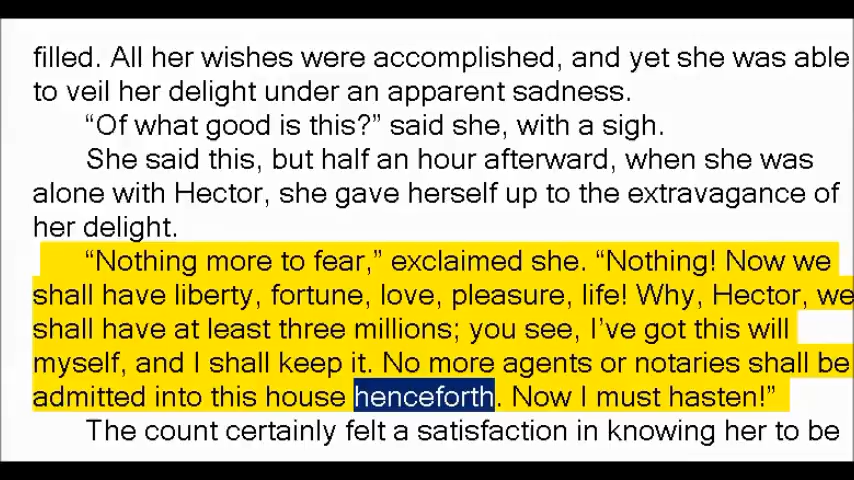 filled. All her wishes were accomplished, and yet she was able
to veil her delight under an apparent sadness.
“Of what good is this?” said she, with a sigh.
She said this, but half an hour afterward, when she was
alone with Hector, she gave herself up to the extravagance of
her delight.
“Nothing more to fear,” exclaimed she. “Nothing! Now we
shall have liberty, fortune, love, pleasure, life! Why, Hector, we
shall have at least three millions; you see, I’ve got this will
myself, and I shall keep it. No more agents or notaries shall be
admitted into this house henceforth. Now I must hasten!”
The count certainly felt a satisfaction in knowing her to be